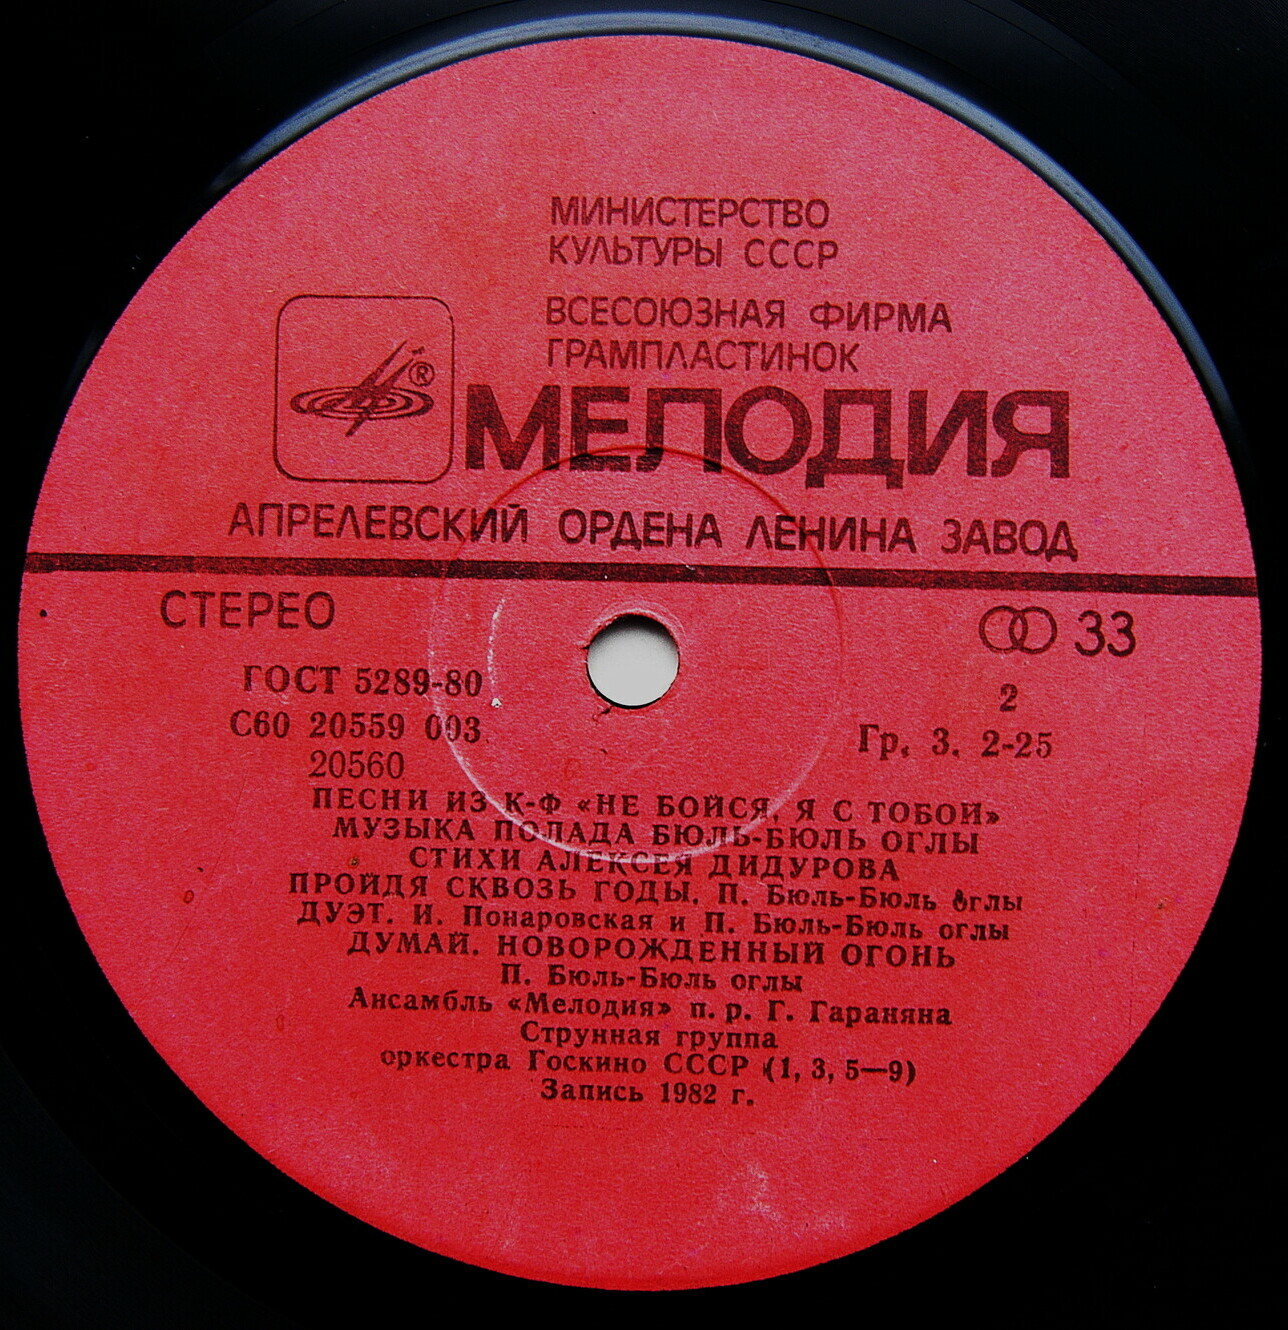 МИНИСТЕРСТВО
КУЛЬТУРЫ СССР
ВСЕСОЮЗНАЯ ФИРМА
ГРАМПЛАСТИНОК
®
МЕЛОДИЯ
АПРЕЛЕВСКИЙ ОРДЕНА ЛЕНИНА ЗАВОД
СТЕРЕО
33
ГОСТ 5289-80
2
С60 20559 003
Гр. 3. 2-25
20560
ПЕСНИ ИЗ К-Ф «НЕ БОЙСЯ, Я С ТОБОЙ»
МУЗЫКА ПОЛАДА БЮЛЬ-БЮЛЬ ОГЛЫ
СТИХИ АЛЕКСЕЯ ДИДУРОВА
ПРОЙДЯ СКВОЗЬ ГОДЫ. П. Бюль-Бюль оглы
ДУЭТ. И. Понаровская и П. Бюль-Бюль оглы
ДУМАЙ. НОВОРОЖДЕННЫЙ ОГОНЬ
П. Бюль-Бюль оглы
Ансамбль «Мелодия» п. р. Г. Гараняна
Струнная группа
оркестра Госкино СССР (1, 3, 5—9)
Запись 1982 г.